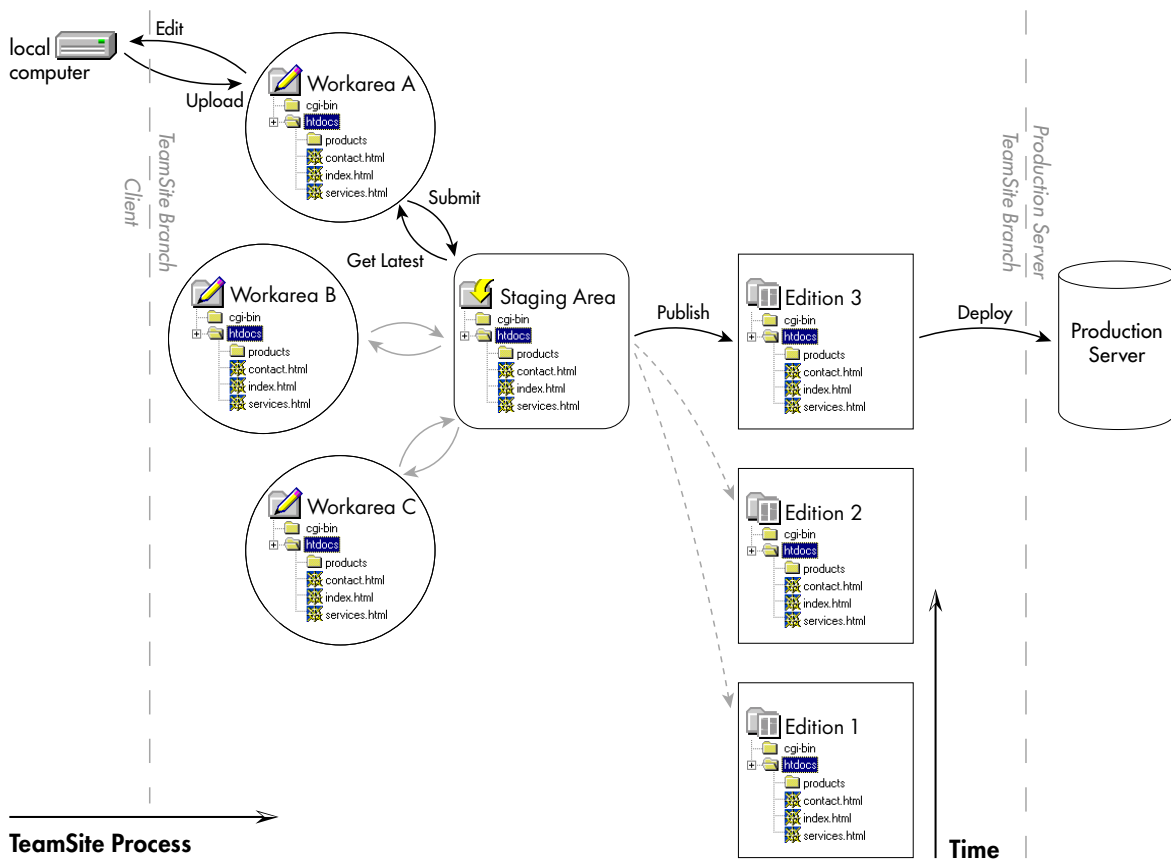 Edit
local
computer
Upload
Workarea A
cgi-bin
htdocs
products
contact.html
index.html
services.html
Client
TeamSite Branch
Submit
Get Latest
Workarea B
cgi-bin
htdocs
products
contact.html
index.html
services.html
Staging Area
cgi-bin
htdocs
products
contact.html
index.html
services.html
Publish
Edition 3
cgi-bin
htdocs
products
contact.html
index.html
services.html
Deploy
TeamSite Branch
Production Server
Production
Server
Workarea C
cgi-bin
htdocs
products
contact.html
index.html
services.html
Edition 2
cgi-bin
htdocs
products
contact.html
index.html
services.html
Edition 1
cgi-bin
htdocs
products
contact.html
index.html
services.html
TeamSite Process
Time